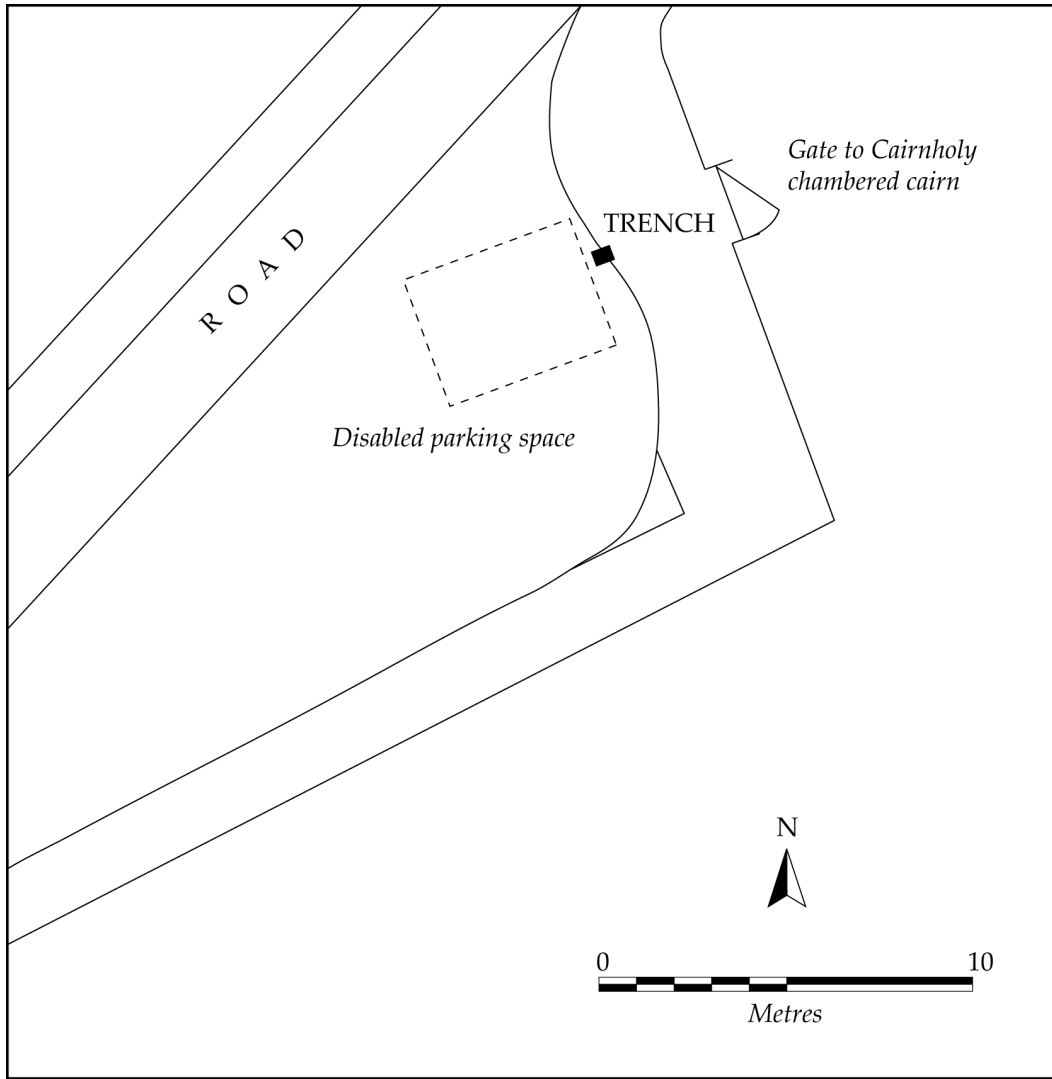 Gate to Cairnholy
chambered cairn
TRENCH
ROAD
Disabled parking space
N
0 10
Metres